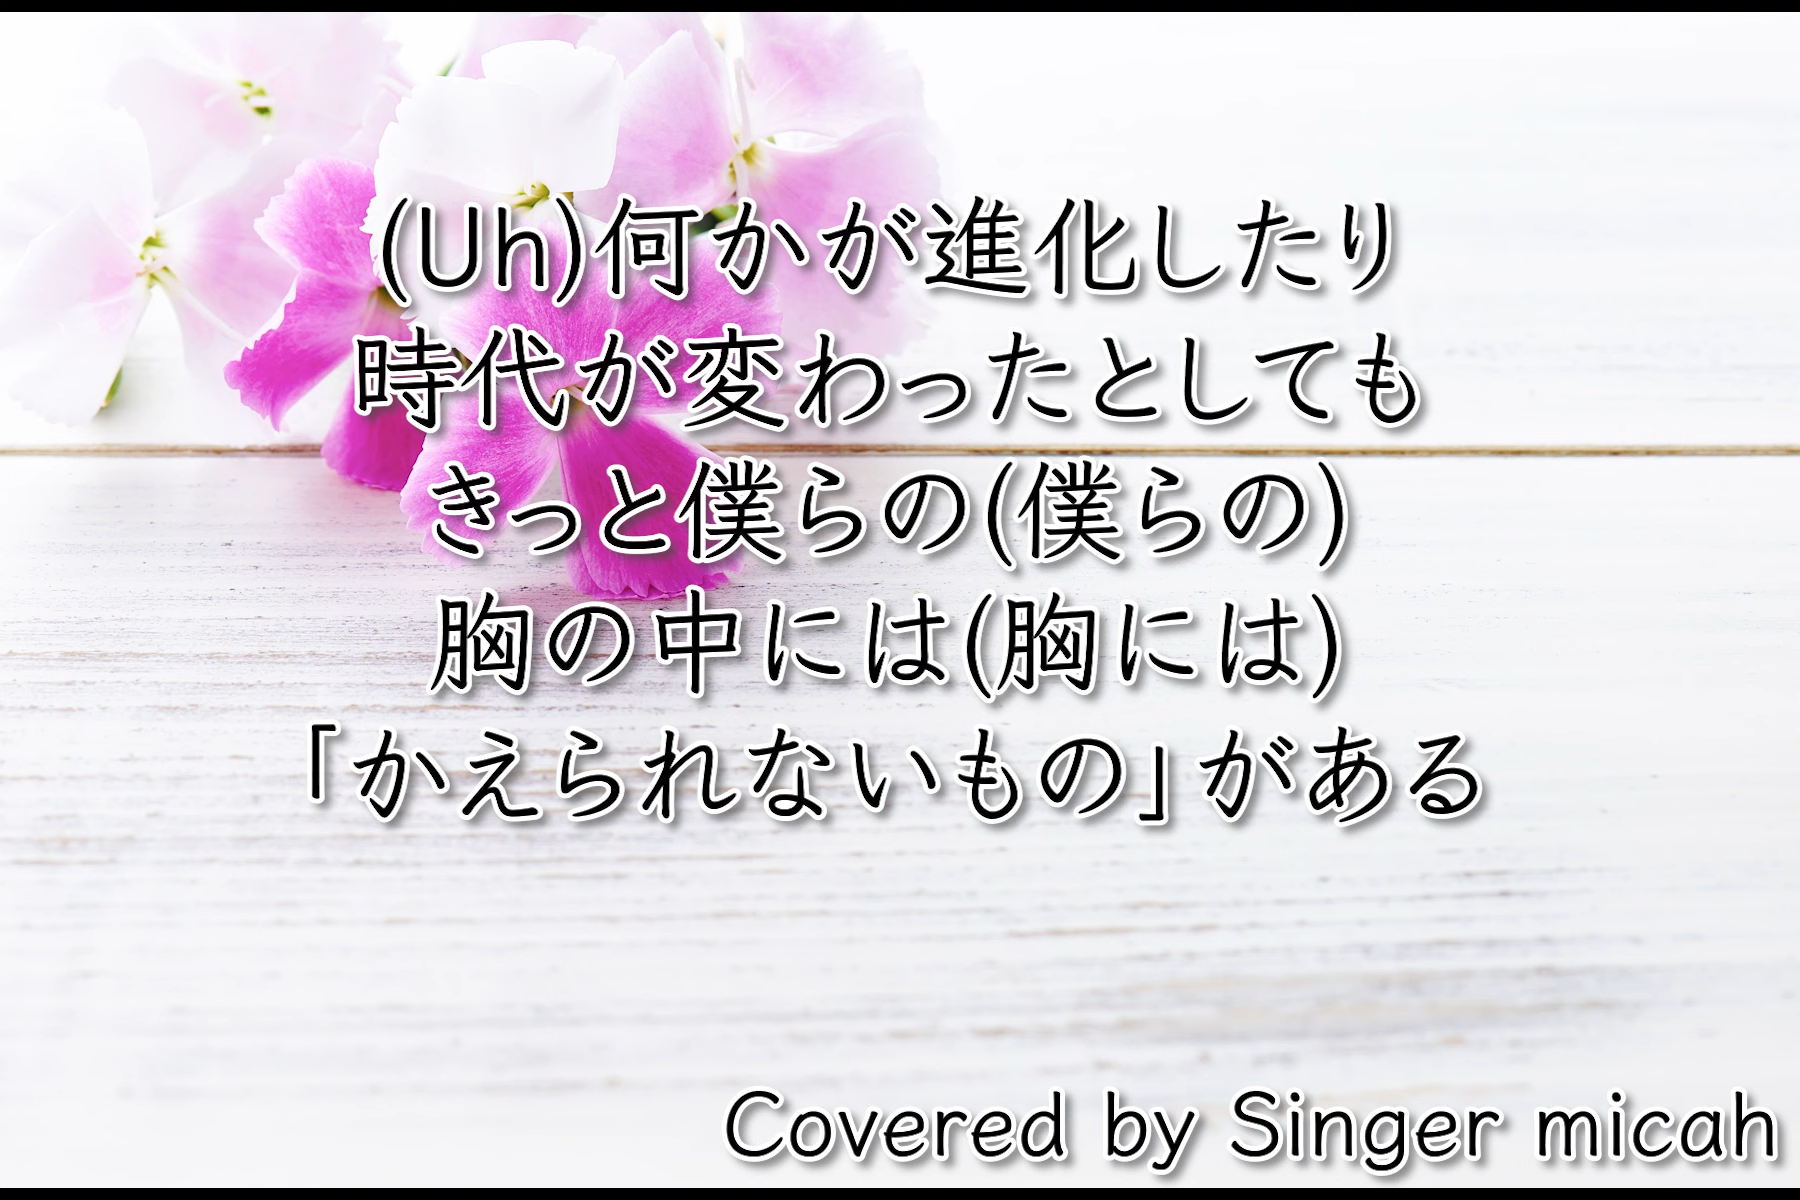 (Uh)何かが進化したり
時代が変わったとしても
きっと僕らの(僕らの)
胸の中には(胸には)
「かえられないもの」がある
Covered by Singer micah